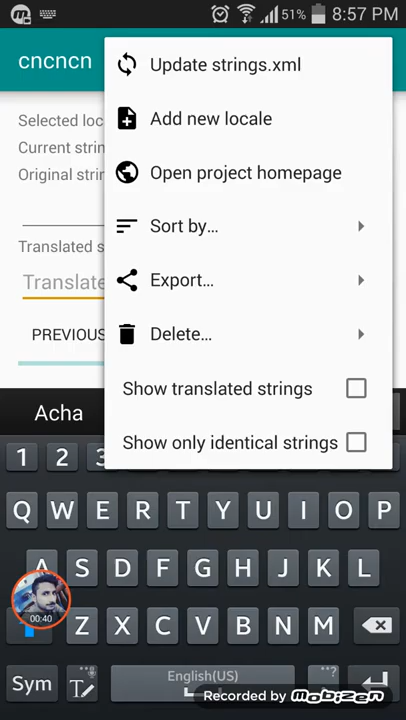 51% 8:57 PM
cncncn
Update strings.xml
Selected loc
Add new locale
Current strin
Original strin
Open project homepage
Sort by...
Translated s
Translate
Export...
PREVIOUS
Delete...
Show translated strings
Acha
Show only identical strings
1 2 3
Q W E R T Y U I O P
A S D F G H J K L
00:40
Z X C V B N M
Sym T English(US) ,,?
Recorded by mobizen